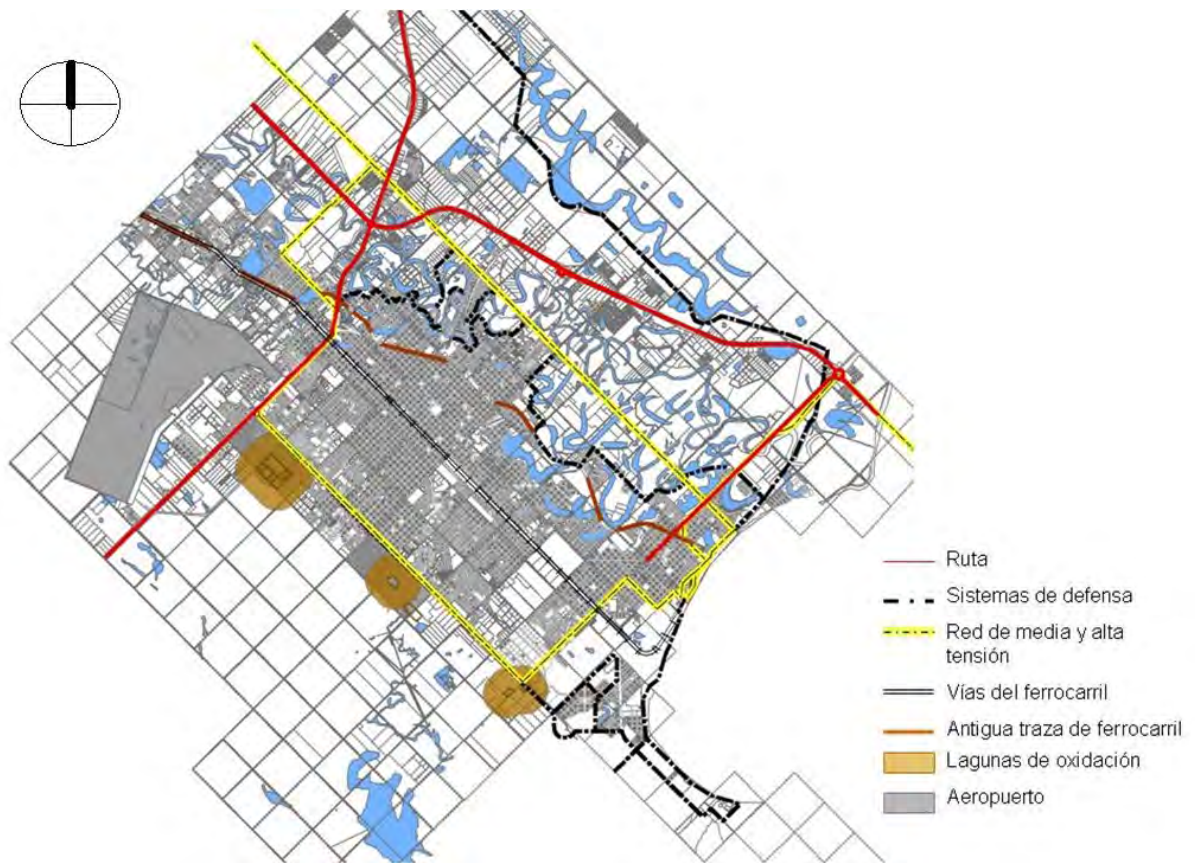 Ruta
Sistemas de defensa
Red de media y alta
tensión
Vías del ferrocarril
Antigua traza de ferrocarril
Lagunas de oxidación
Aeropuerto